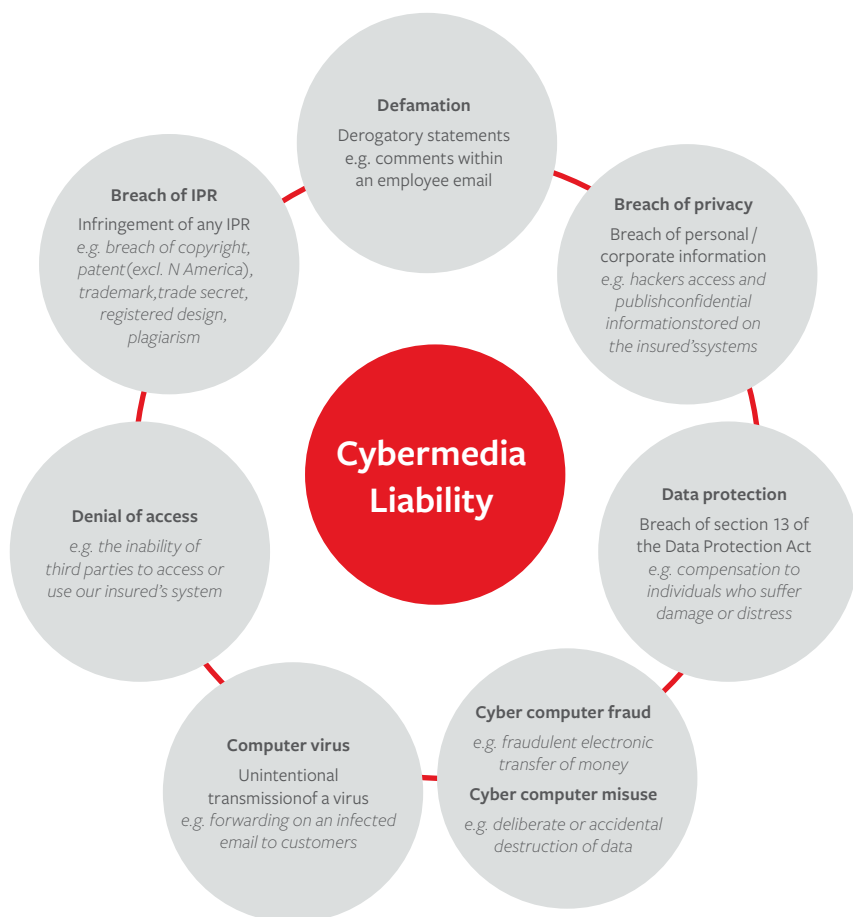 Defamation
Derogatory statements
e.g. comments within
an employee email
Breach of privacy
Breach of personal/
corporate information
e.g. hackers access and
publishconfidential
informationstored on
the insured'ssystems
Data protection
Breach of section 13 of
the Data Protection Act
e.g. compensation to
individuals who suffer
damage or distress
Cyber computer fraud
e.g. fraudulent electronic
transfer of money
Cyber computer misuse
e.g. deliberate or accidental
destruction of data
Computer virus
Unintentional
transmissionof a virus
e.g. forwarding on an infected
email to customers
Denial of access
e.g. the inability of
third parties to access or
use our insured's system
Breach of IPR
Infringement of any IPR
e.g. breach of copyright,
patent(excl. N America),
trademark,trade secret,
registered design,
plagiarism
Cybermedia
Liability